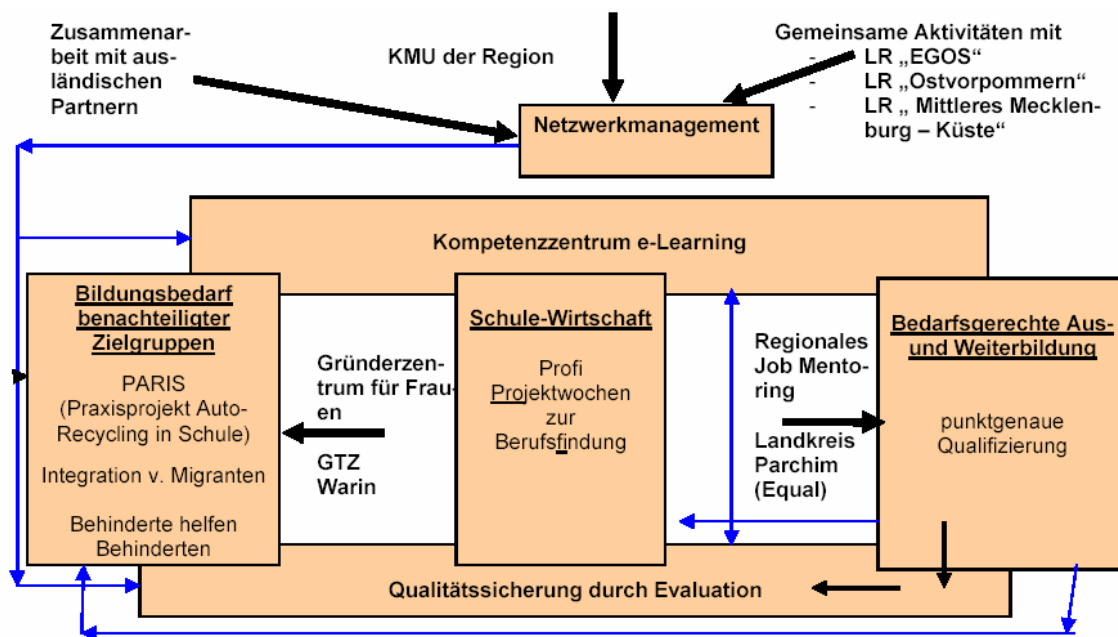 Zusammenar-
beit mit aus-
ländischen
Partnern
KMU der Region
Gemeinsame Aktivitäten mit
- LR „EGOS“
- LR „Ostvorpommern“
- LR „ Mittleres Mecklen-
burg – Küste“
Netzwerkmanagement
Kompetenzzentrum e-Learning
Bildungsbedarf
benachteiligter
Zielgruppen
PARIS
(Praxisprojekt Auto-
Recycling in Schule)
Integration v. Migranten
Behinderte helfen
Behinderten
Gründerzen-
trum für Frau-
en
GTZ
Warin
Schule-Wirtschaft
Profi
Projektwochen
zur
Berufsfindung
Regionales
Job Mento-
ring
Landkreis
Parchim
(Equal)
Bedarfsgerechte Aus-
und Weiterbildung
punktgenaue
Qualifizierung
Qualitätssicherung durch Evaluation